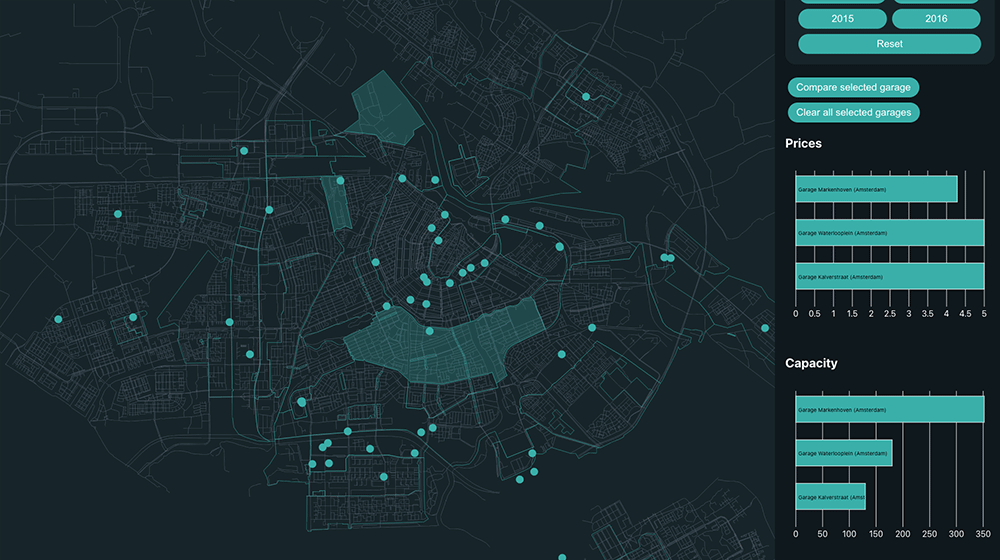 2015 2016
Reset
Compare selected garage
Clear all selected garages
Prices
Garage Markenhoven (Amsterdam)
Garage Waterlooplein (Amsterdam)
Garage Kalverstraat (Amsterdam)
0 0.5 1 1.5 2 2.5 3 3.5 4 4.5 5
Capacity
Garage Markenhoven (Amsterdam)
Garage Waterlooplein (Amsterdam)
Garage Kalverstraat (Amst
0 50 100 150 200 250 300 350